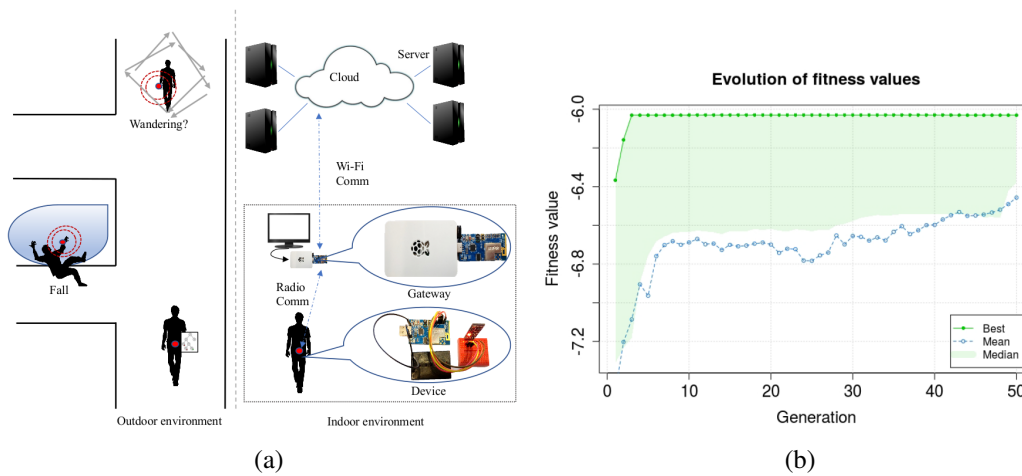 Wandering?
Fall
Outdoor environment
Cloud
Server
Wi-Fi
Comm
Radio
Comm
Gateway
Device
Indoor environment
(a)
Evolution of fitness values
Fitness value
-6.0
-6.4
-6.8
-7.2
0
10
20
30
40
50
Generation
Best
Mean
Median
(b)